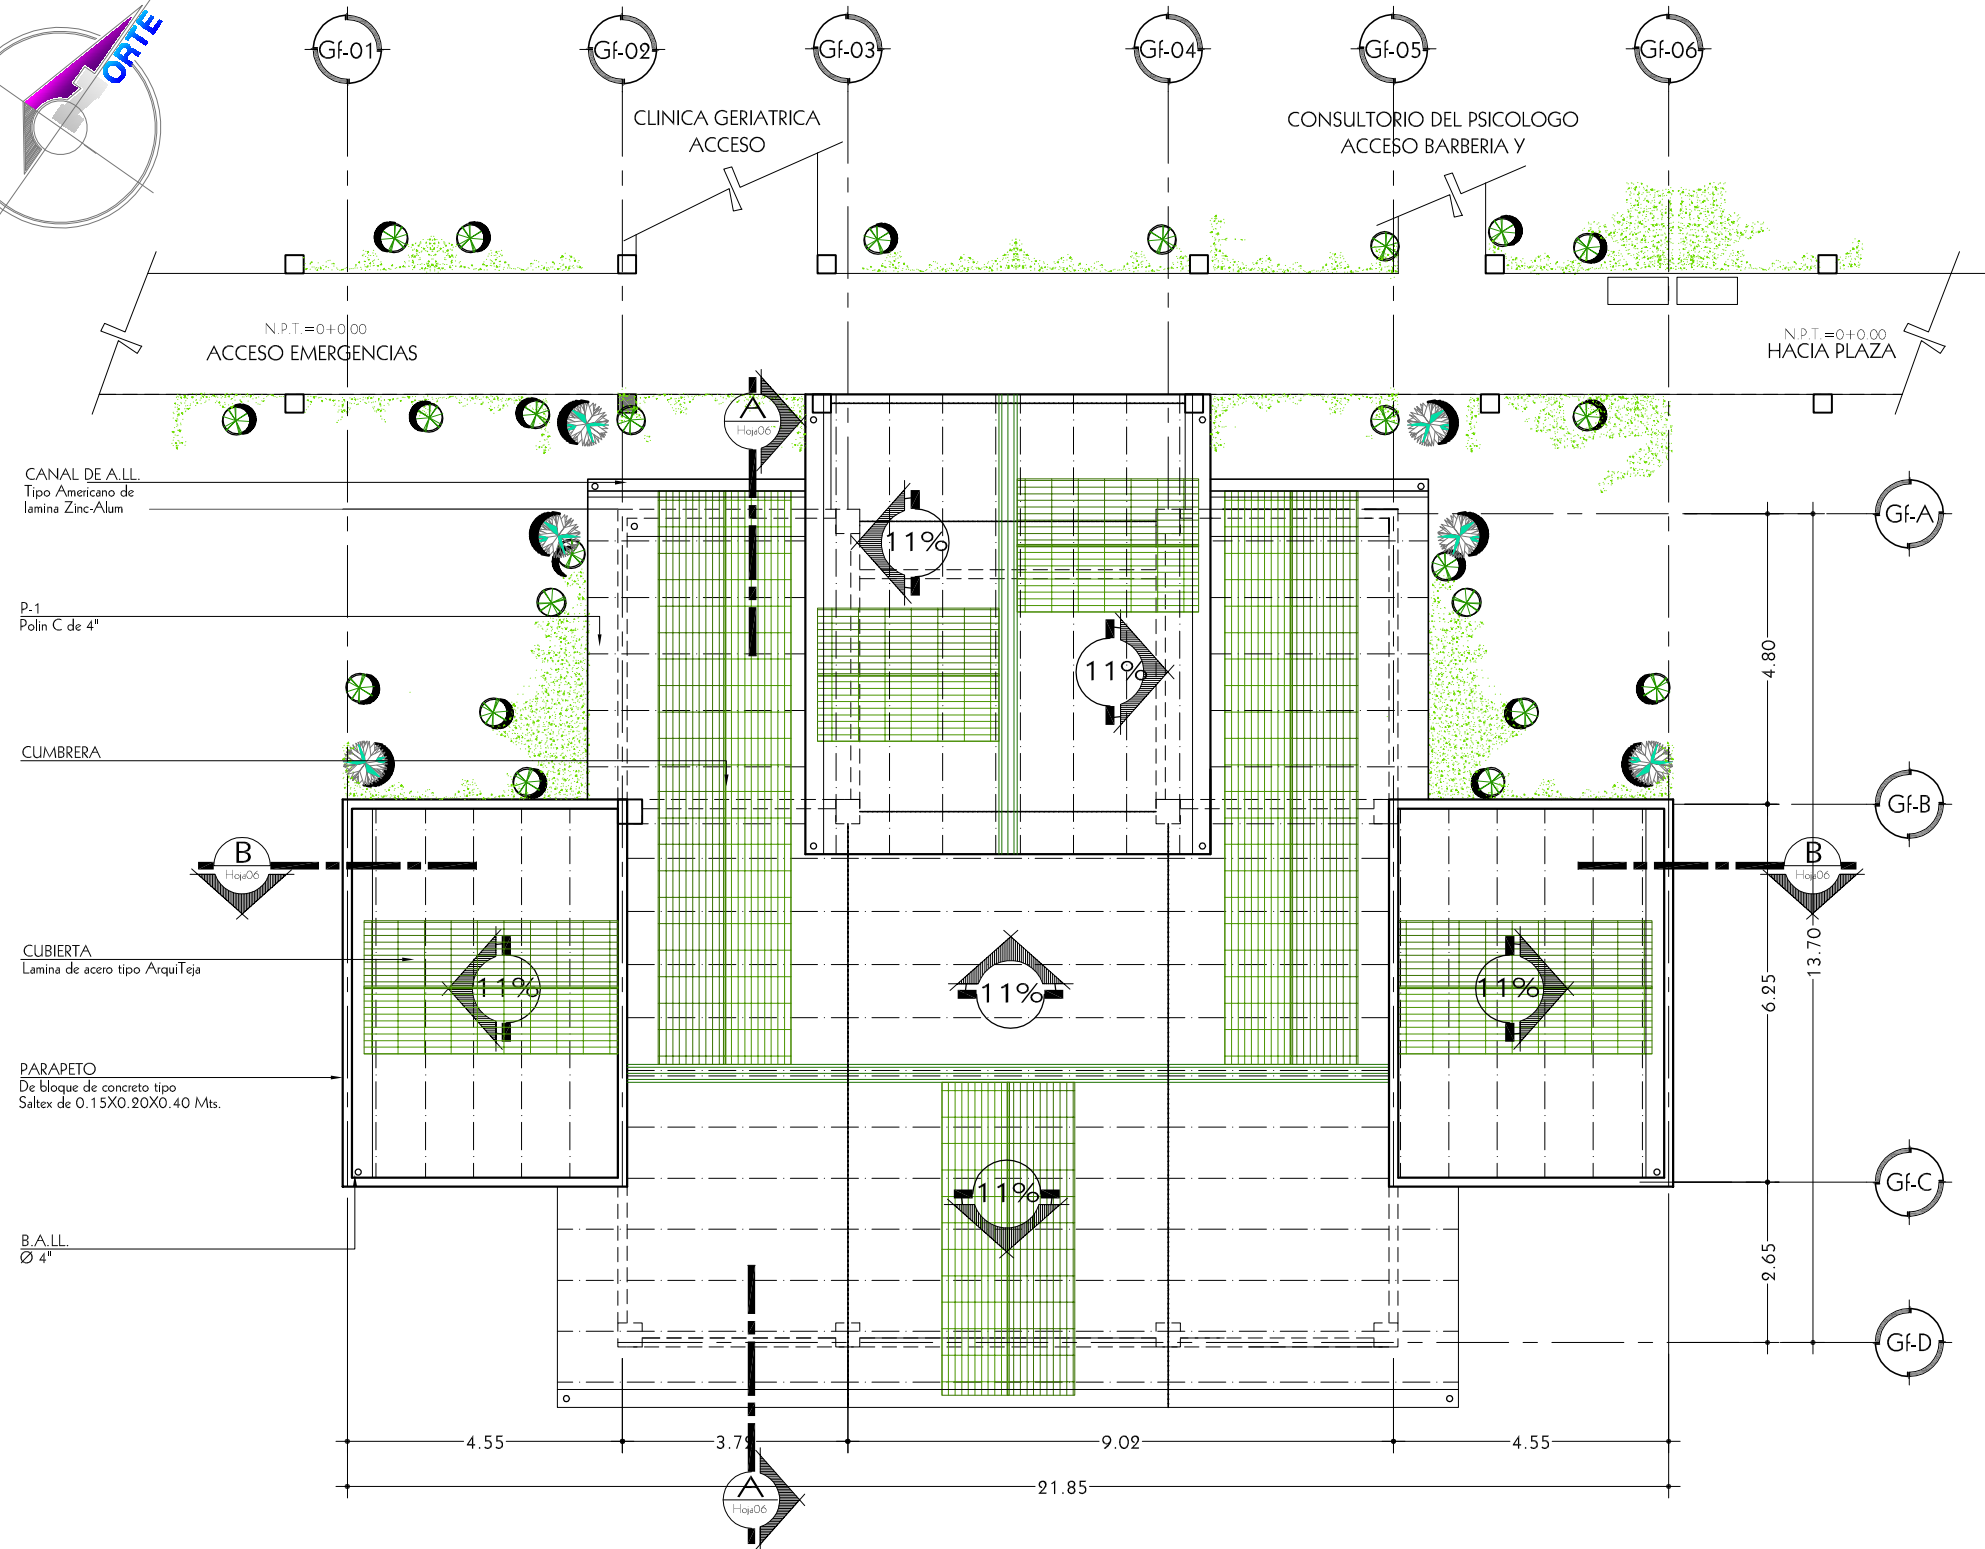 ORTE
Gf-01
Gf-02
Gf-03
Gf-04
Gf-05
Gf-06
CLINICA GERIATRICA
ACCESO
CONSULTORIO DEL PSICOLOGO
ACCESO BARBERIA Y
N.P.T.=0+0.00
ACCESO EMERGENCIAS
N.P.T.=0+0.00
HACIA PLAZA
A
Hoja06
CANAL DE A.LL.
Tipo Americano de
lamina Zinc-Alum
Gf-A
11%
P-1
Polin C de 4"
11%
4.80
CUMBRERA
Gf-B
B
Hoja06
B
Hoja06
CUBIERTA
Lamina de acero tipo ArquiTeja
11%
11%
11%
6.25
13.70
PARAPETO
De bloque de concreto tipo
Saltex de 0.15X0.20X0.40 Mts.
11%
Gf-C
B.A.LL.
Ø 4"
2.65
Gf-D
4.55
9.02
4.55
21.85
A
Hoja06